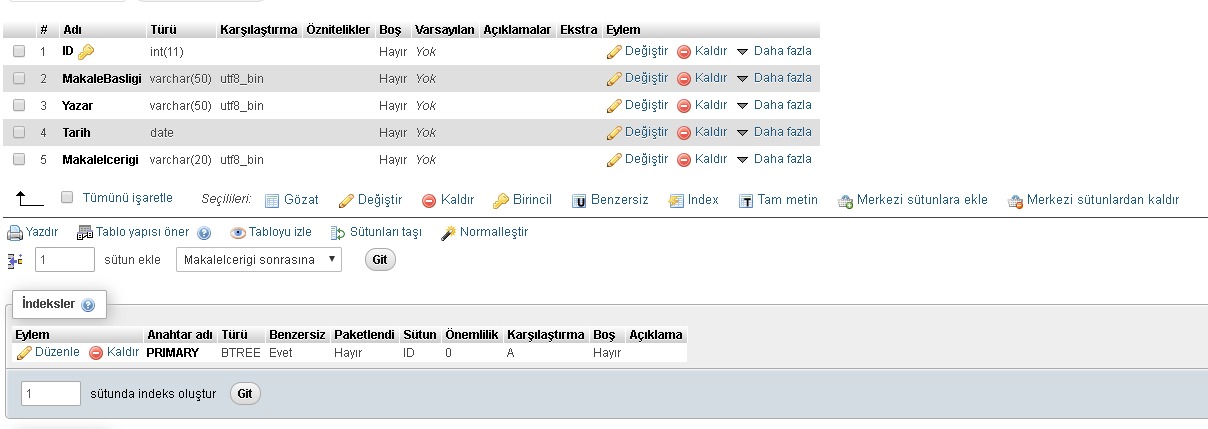 # Adı Türü Karşılaştırma Öznitelikler Boş Varsayılan Açıklamalar Ekstra Eylem
1 ID int(11) Hayır Yok Değiştir Kaldır Daha fazla
2 MakaleBasligi varchar(50) utf8_bin Hayır Yok Değiştir Kaldır Daha fazla
3 Yazar varchar(50) utf8_bin Hayır Yok Değiştir Kaldır Daha fazla
4 Tarih date Hayır Yok Değiştir Kaldır Daha fazla
5 MakaleIcerigi varchar(20) utf8_bin Hayır Yok Değiştir Kaldır Daha fazla
Tümünü işaretle Seçilileri: Gözat Değiştir Kaldır Birincil U Benzersiz Index T Tam metin Merkezi sütunlara ekle Merkezi sütunlardan kaldır
Yazdır Tablo yapısı öner ? Tabloyu izle Sütunları taşı Normalleştir
1 sütun ekle MakaleIcerigi sonrasına Git
İndeksler ?
Eylem Anahtar adı Türü Benzersiz Paketlendi Sütun Önemlilik Karşılaştırma Boş Açıklama
Düzenle Kaldır PRIMARY BTREE Evet Hayır ID 0 A Hayır
1 sütunda indeks oluştur Git